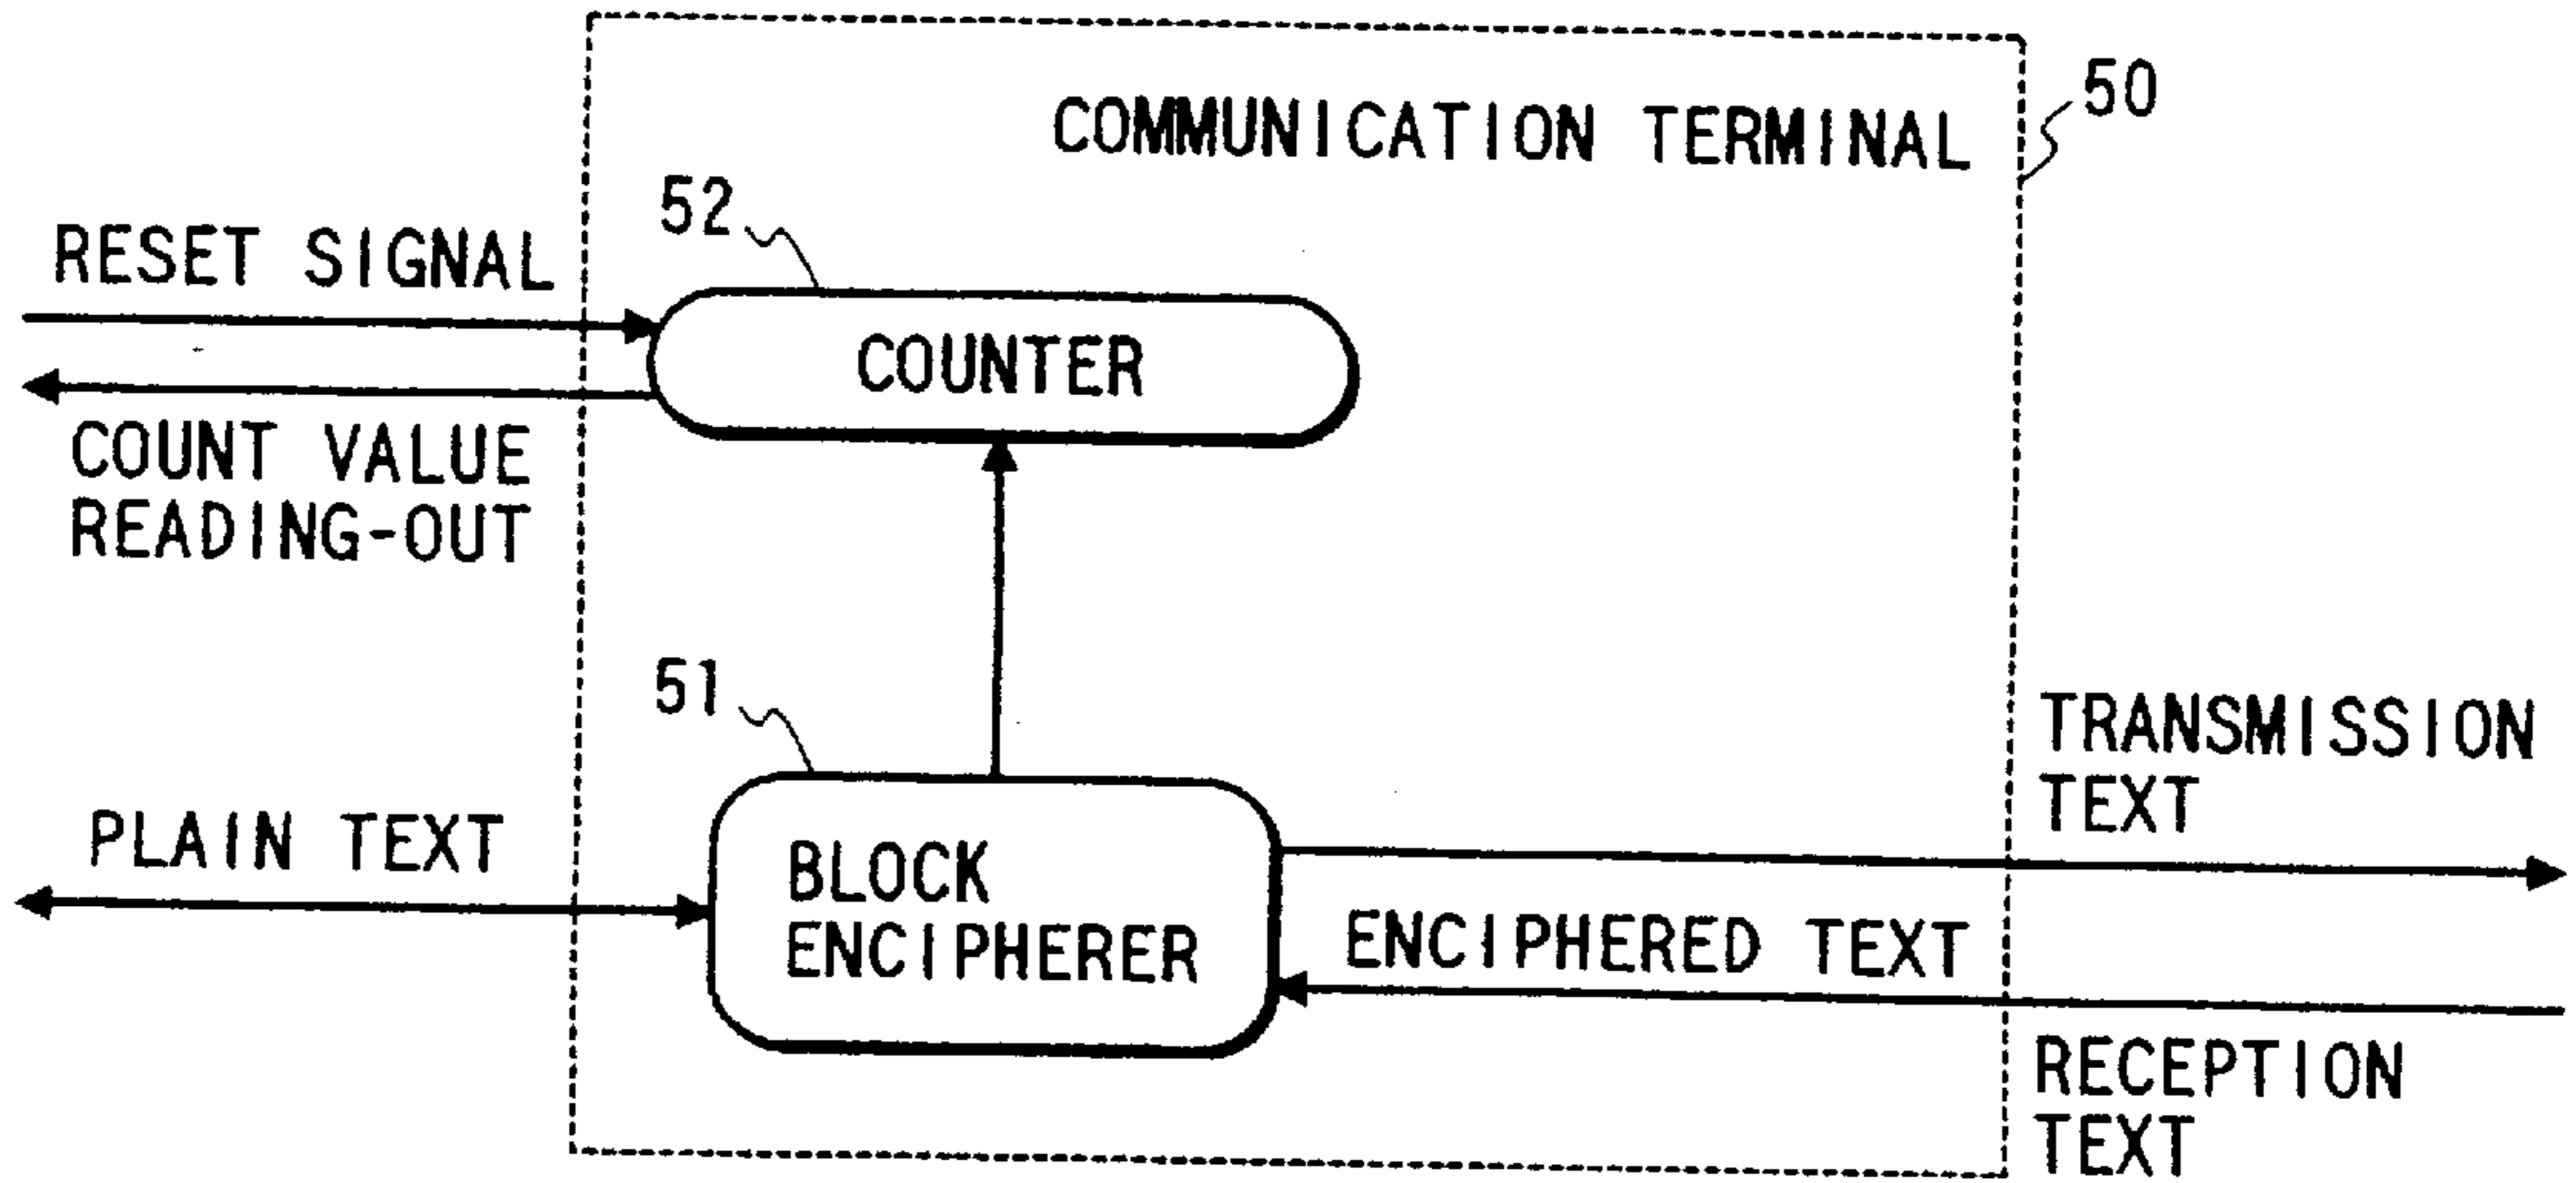 COMMUNICATION TERMINAL
50
52
RESET SIGNAL
COUNTER
COUNT VALUE
READING-OUT
51
TRANSMISSION
TEXT
PLAIN TEXT
BLOCK
ENCIPHERER
ENCIPHERED TEXT
RECEPTION
TEXT